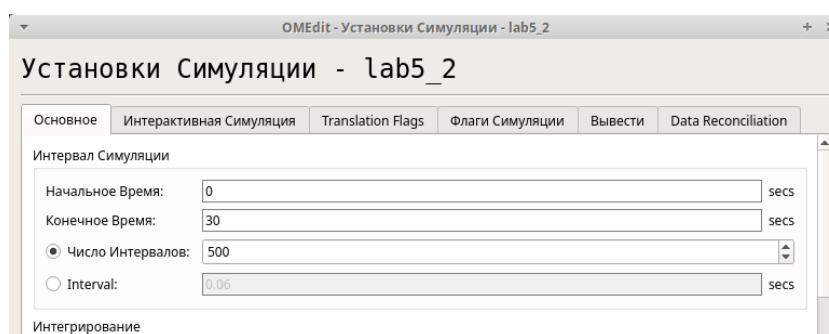 OMEdit - Установки Симуляции - lab5_2
Установки Симуляции - lab5_2
Основное Интерактивная Симуляция Translation Flags Флаги Симуляции Вывести Data Reconciliation
Интервал Симуляции
Начальное Время: 0 secs
Конечное Время: 30 secs
Число Интервалов: 500
Interval: 0.06 secs
Интегрирование